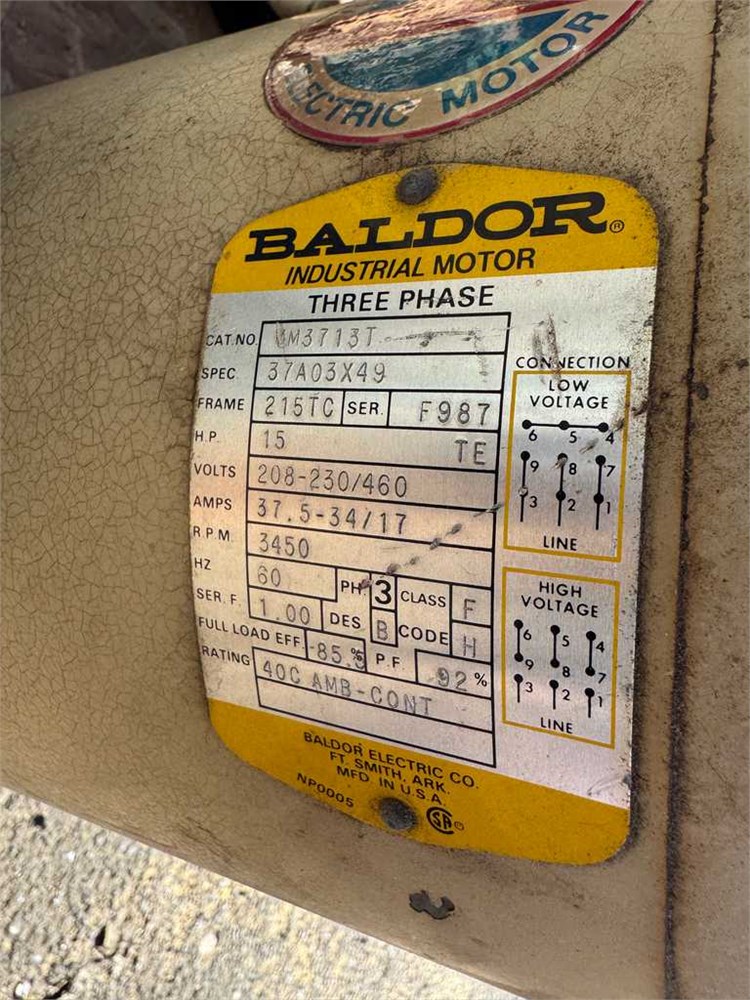 ELECTRIC MOTOR
BALDOR®
INDUSTRIAL MOTOR
THREE PHASE
CAT.NO. M3713T
SPEC. 37A03X49
FRAME 215TC SER. F987
H.P. 15 TE
VOLTS 208-230/460
AMPS 37.5-34/17
R.P.M. 3450
HZ 60 PH. 3 CLASS F
SER. F. 1.00 DES. B CODE H
FULL LOAD EFF. 85.5 % P.F. 92 %
RATING 40C AMB-CONT
CONNECTION
LOW
VOLTAGE
6 5 4
9 8 7
3 2 1
LINE
HIGH
VOLTAGE
6 5 4
9 8 7
3 2 1
LINE
BALDOR ELECTRIC CO.
FT. SMITH, ARK.
MFD. IN U.S.A.
NP0005 SA®